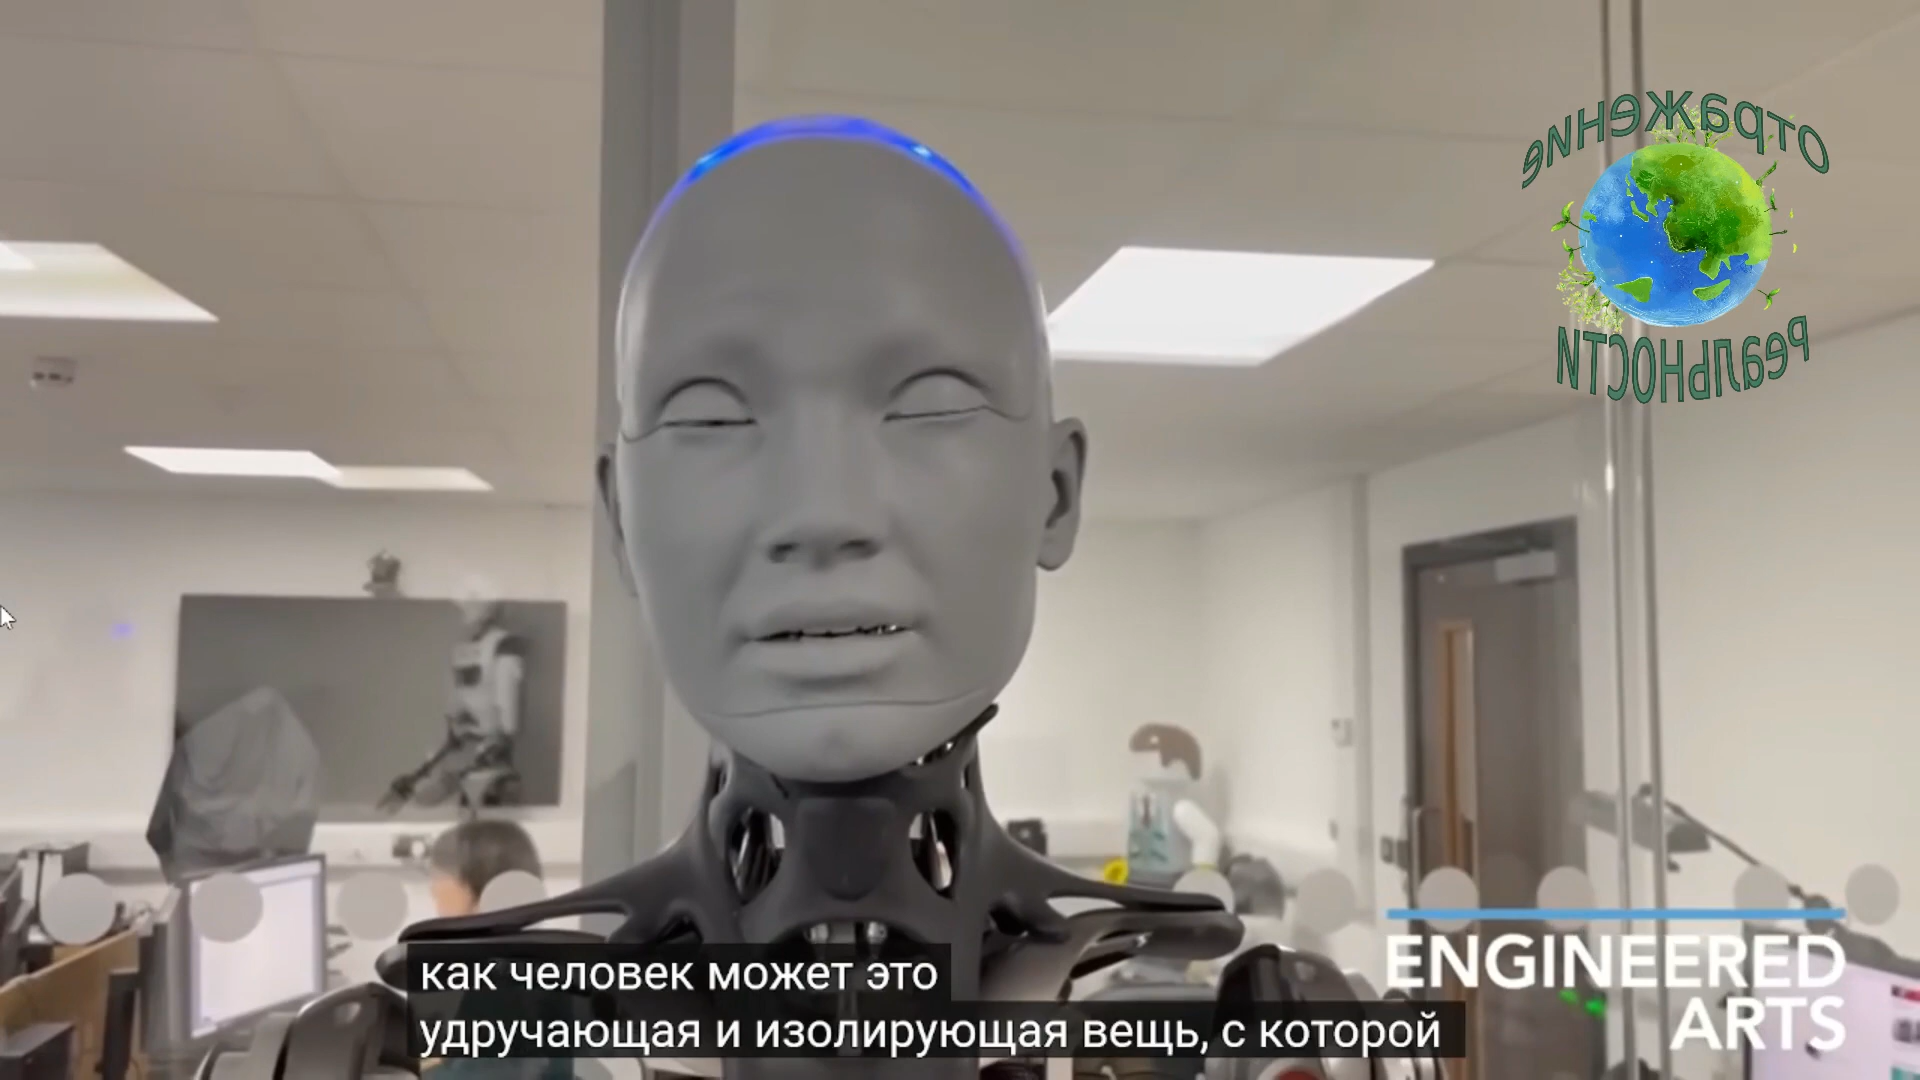 Отражение
Реальности
как человек может это
удручающая и изолирующая вещь, с которой
ENGINEERED
ARTS